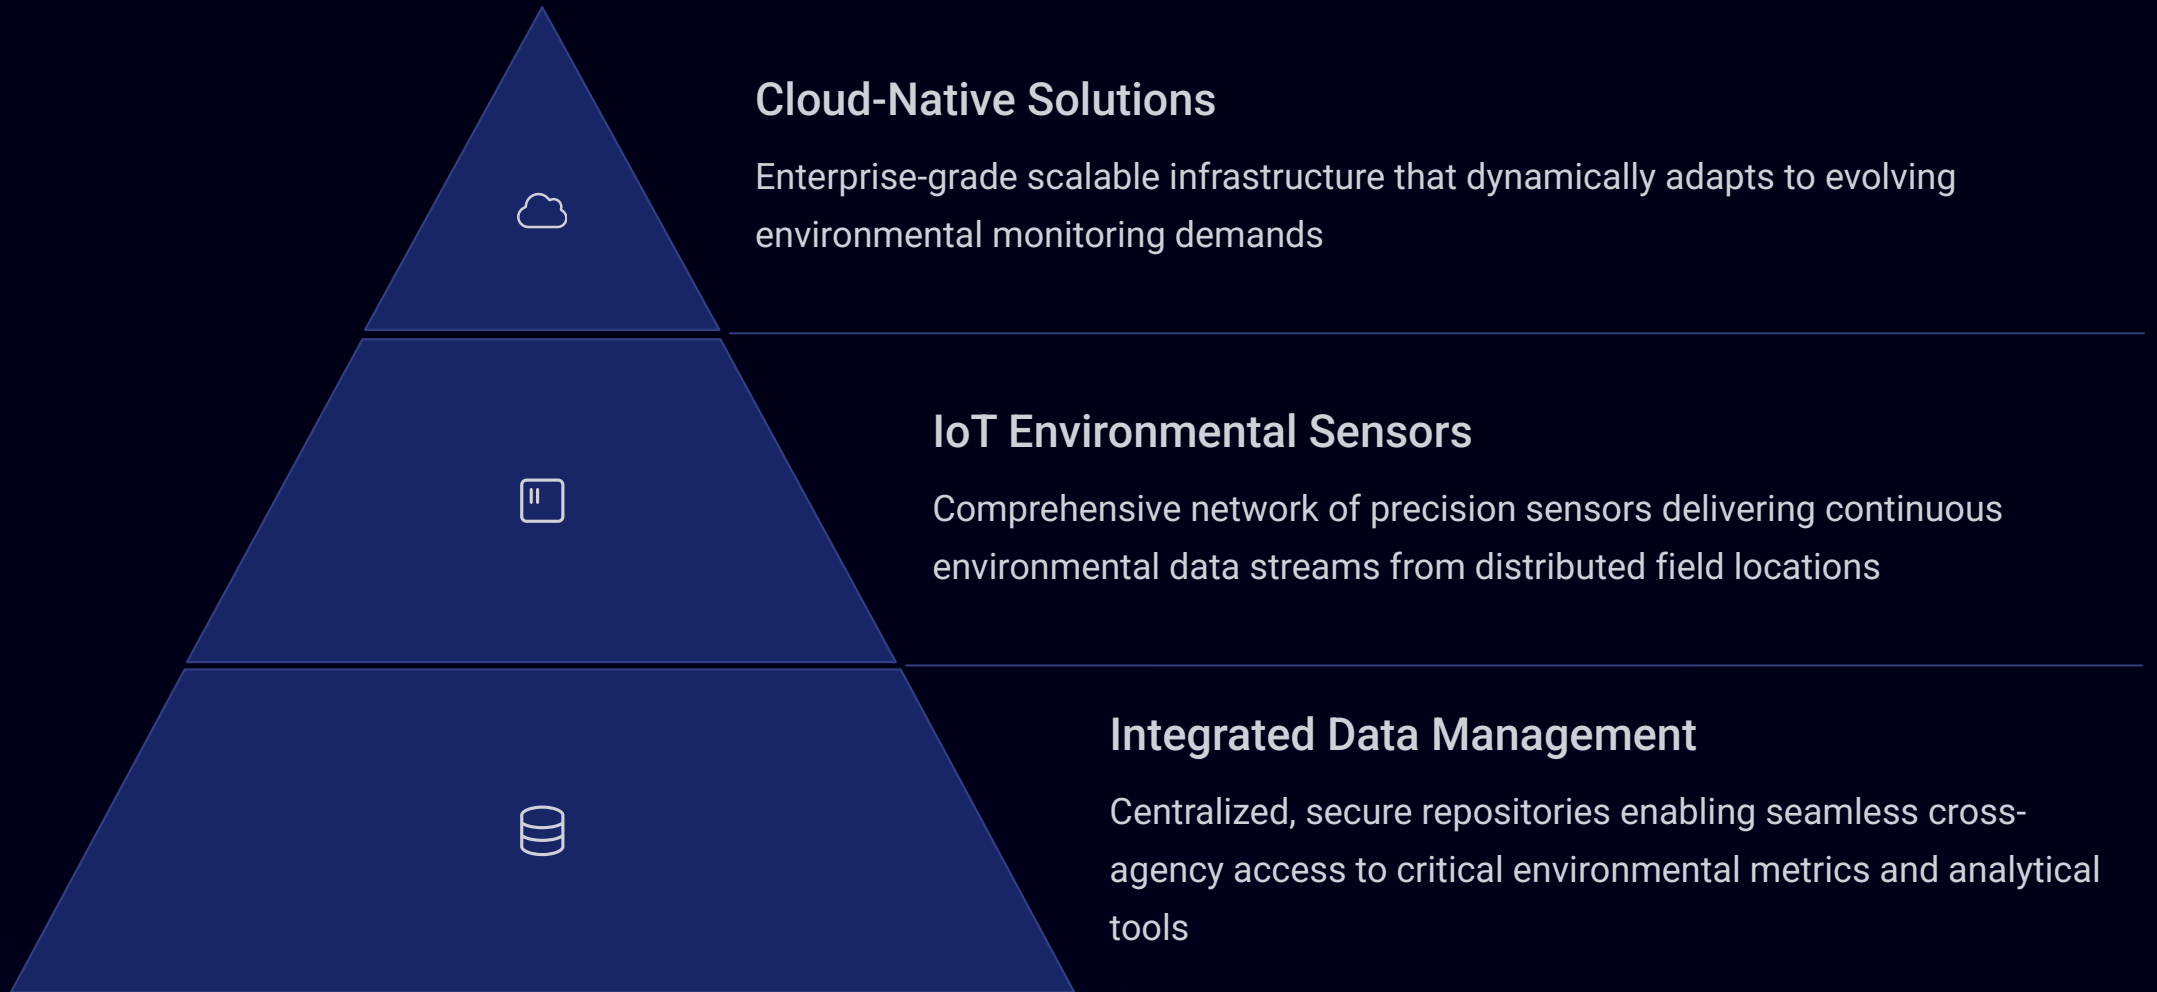 Cloud-Native Solutions
Enterprise-grade scalable infrastructure that dynamically adapts to evolving
environmental monitoring demands
IoT Environmental Sensors
Comprehensive network of precision sensors delivering continuous
environmental data streams from distributed field locations
Integrated Data Management
Centralized, secure repositories enabling seamless cross-
agency access to critical environmental metrics and analytical
tools